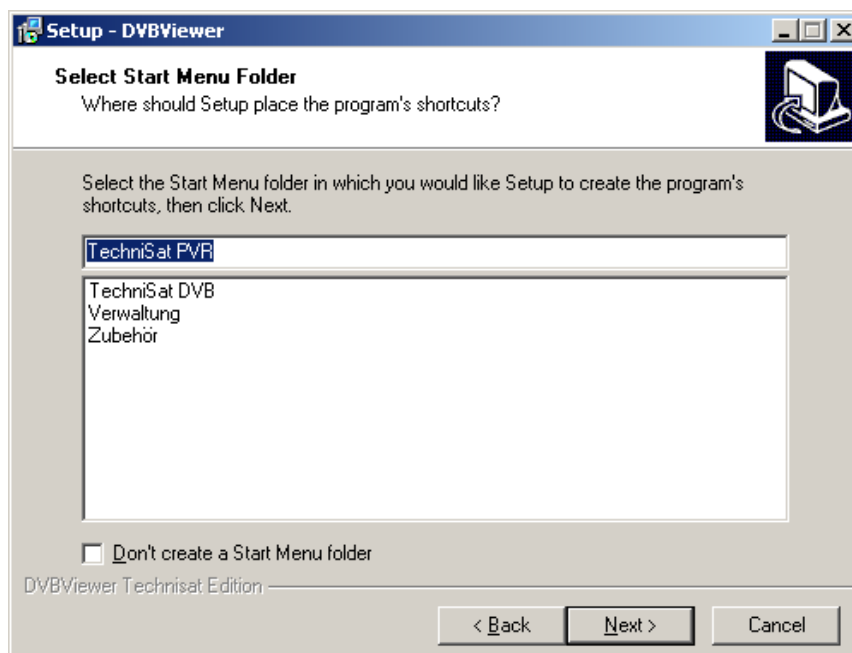 Setup - DVBViewer
Select Start Menu Folder
Where should Setup place the program's shortcuts?
Select the Start Menu folder in which you would like Setup to create the program's
shortcuts, then click Next.
TechniSat PVR
TechniSat DVB
Verwaltung
Zubehör
Don't create a Start Menu folder
DVBViewer Technisat Edition
< Back Next > Cancel